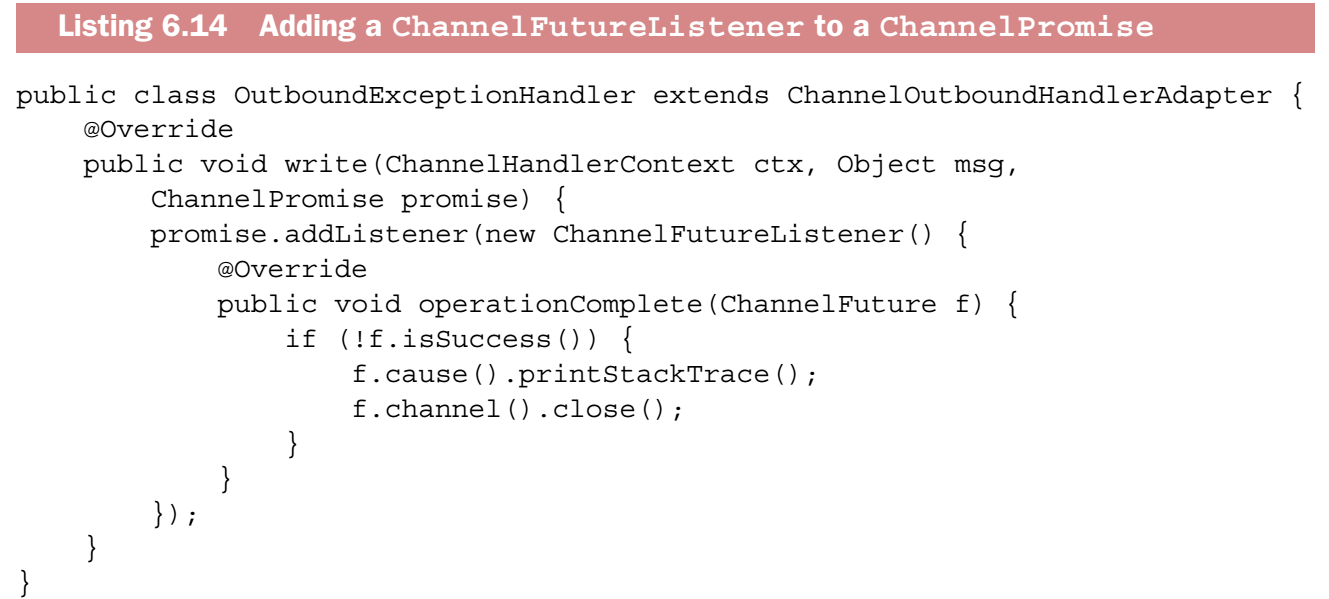 Listing 6.14 Adding a ChannelFutureListener to a ChannelPromise
public class OutboundExceptionHandler extends ChannelOutboundHandlerAdapter {
    @Override
    public void write(ChannelHandlerContext ctx, Object msg,
        ChannelPromise promise) {
        promise.addListener(new ChannelFutureListener() {
            @Override
            public void operationComplete(ChannelFuture f) {
                if (!f.isSuccess()) {
                    f.cause().printStackTrace();
                    f.channel().close();
                }
            }
        });
    }
}